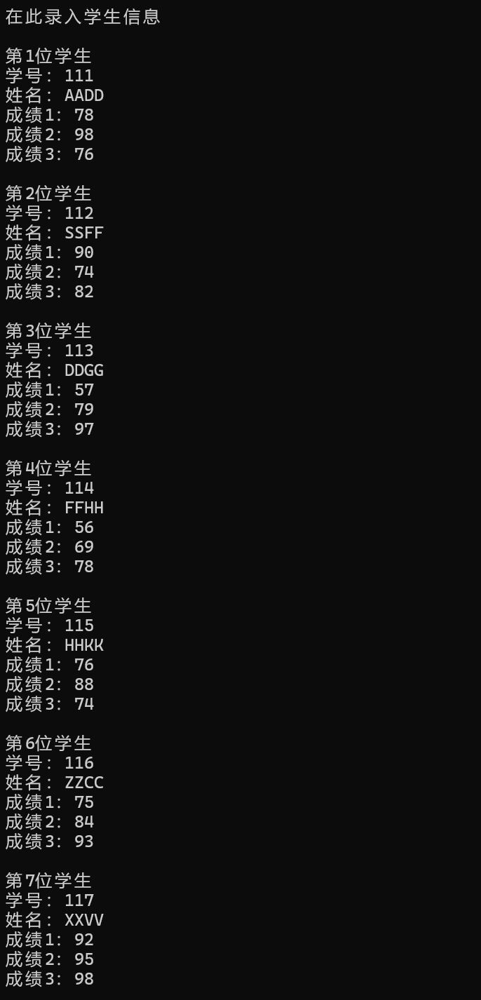 在此录入学生信息
第1位学生
学号: 111
姓名: AADD
成绩1: 78
成绩2: 98
成绩3: 76
第2位学生
学号: 112
姓名: SSFF
成绩1: 90
成绩2: 74
成绩3: 82
第3位学生
学号: 113
姓名: DDGG
成绩1: 57
成绩2: 79
成绩3: 97
第4位学生
学号: 114
姓名: FFHH
成绩1: 56
成绩2: 69
成绩3: 78
第5位学生
学号: 115
姓名: HHKK
成绩1: 76
成绩2: 88
成绩3: 74
第6位学生
学号: 116
姓名: ZZCC
成绩1: 75
成绩2: 84
成绩3: 93
第7位学生
学号: 117
姓名: XXVV
成绩1: 92
成绩2: 95
成绩3: 98